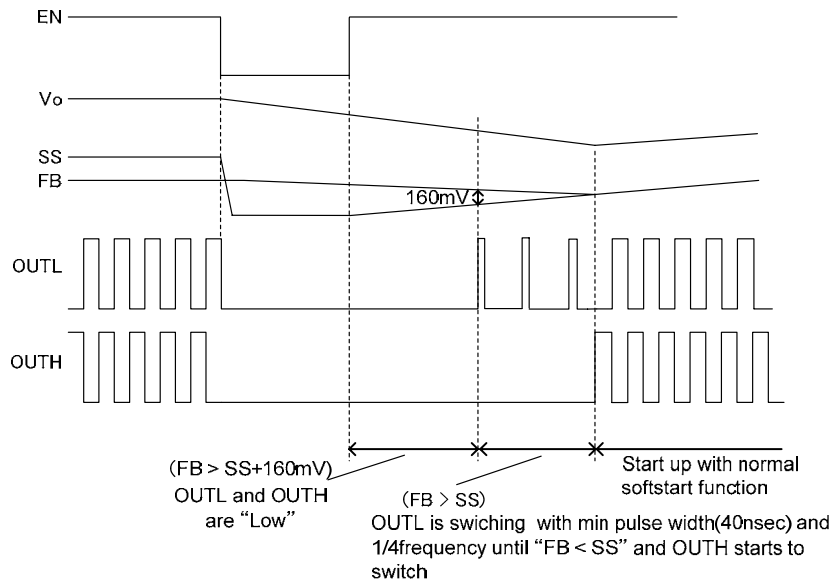 EN
Vo
SS
FB
160mV
OUTL
OUTH
(FB > SS+160mV)
OUTL and OUTH
are “Low”
(FB > SS)
OUTL is swiching with min pulse width(40nsec) and
1/4frequency until “FB < SS” and OUTH starts to
switch
Start up with normal
softstart function